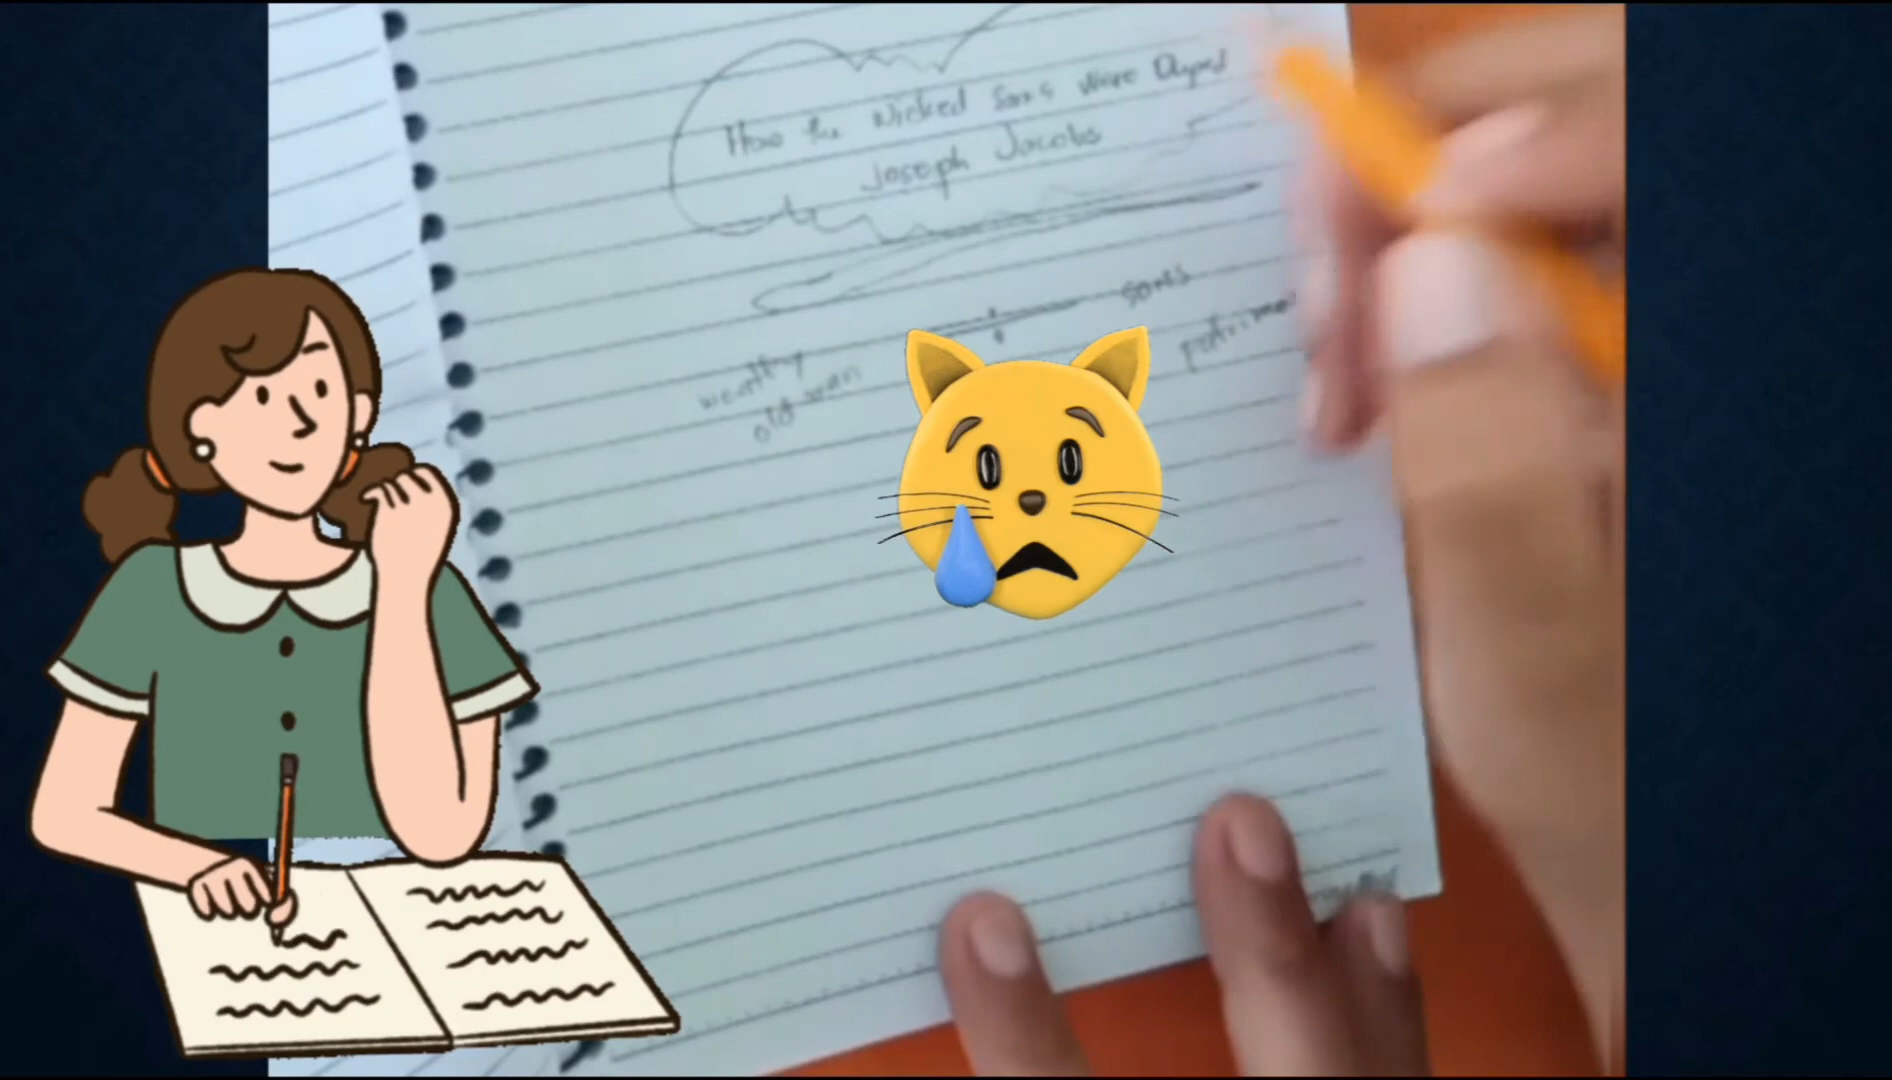 How the Wicked Sons Were Duped
Joseph Jacobs
sons
wealthy
old man